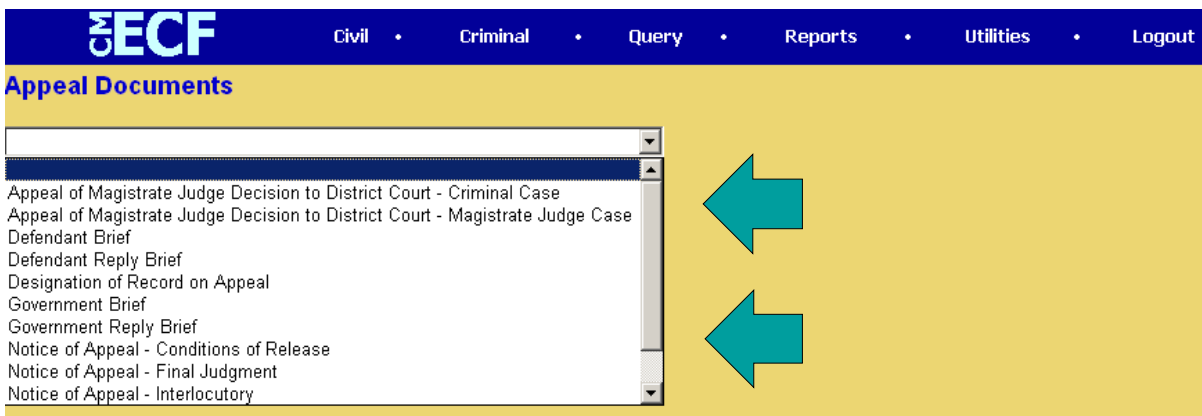 CM ECF Civil • Criminal • Query • Reports • Utilities • Logout
Appeal Documents
Appeal of Magistrate Judge Decision to District Court - Criminal Case
Appeal of Magistrate Judge Decision to District Court - Magistrate Judge Case
Defendant Brief
Defendant Reply Brief
Designation of Record on Appeal
Government Brief
Government Reply Brief
Notice of Appeal - Conditions of Release
Notice of Appeal - Final Judgment
Notice of Appeal - Interlocutory